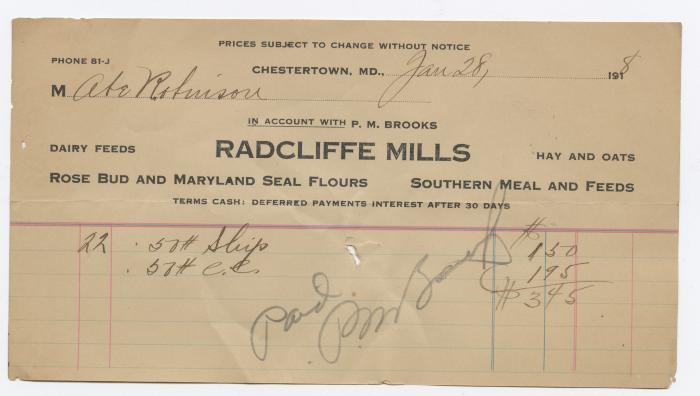 PRICES SUBJECT TO CHANGE WITHOUT NOTICE
PHONE 81-J
CHESTERTOWN, MD., Jan 28, 1918
M Abe Robinson
IN ACCOUNT WITH P. M. BROOKS
DAIRY FEEDS RADCLIFFE MILLS HAY AND OATS
ROSE BUD AND MARYLAND SEAL FLOURS SOUTHERN MEAL AND FEEDS
TERMS CASH: DEFERRED PAYMENTS INTEREST AFTER 30 DAYS
22 50# Ship $ 150
50# C.C. 195
$ 345
Paid P M Brooks